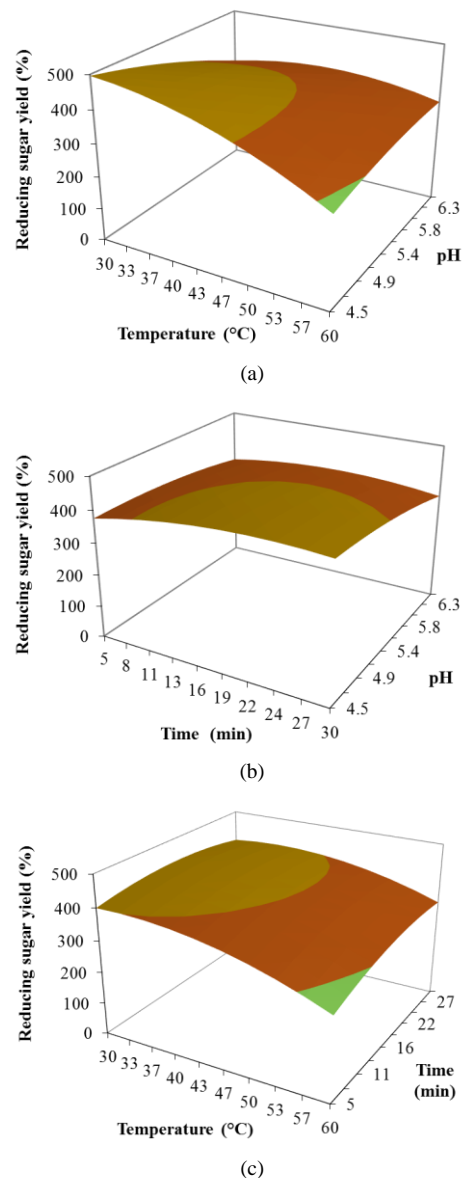 Reducing sugar yield (%)
500
400
300
200
100
0
30 33 37 40 43 47 50 53 57 60
Temperature (°C)
4.5 4.9 5.4 5.8 6.3
pH
(a)
Reducing sugar yield (%)
500
400
300
200
100
0
5 8 11 13 16 19 22 24 27 30
Time (min)
4.5 4.9 5.4 5.8 6.3
pH
(b)
Reducing sugar yield (%)
500
400
300
200
100
0
30 33 37 40 43 47 50 53 57 60
Temperature (°C)
5 11 16 22 27
Time
(min)
(c)